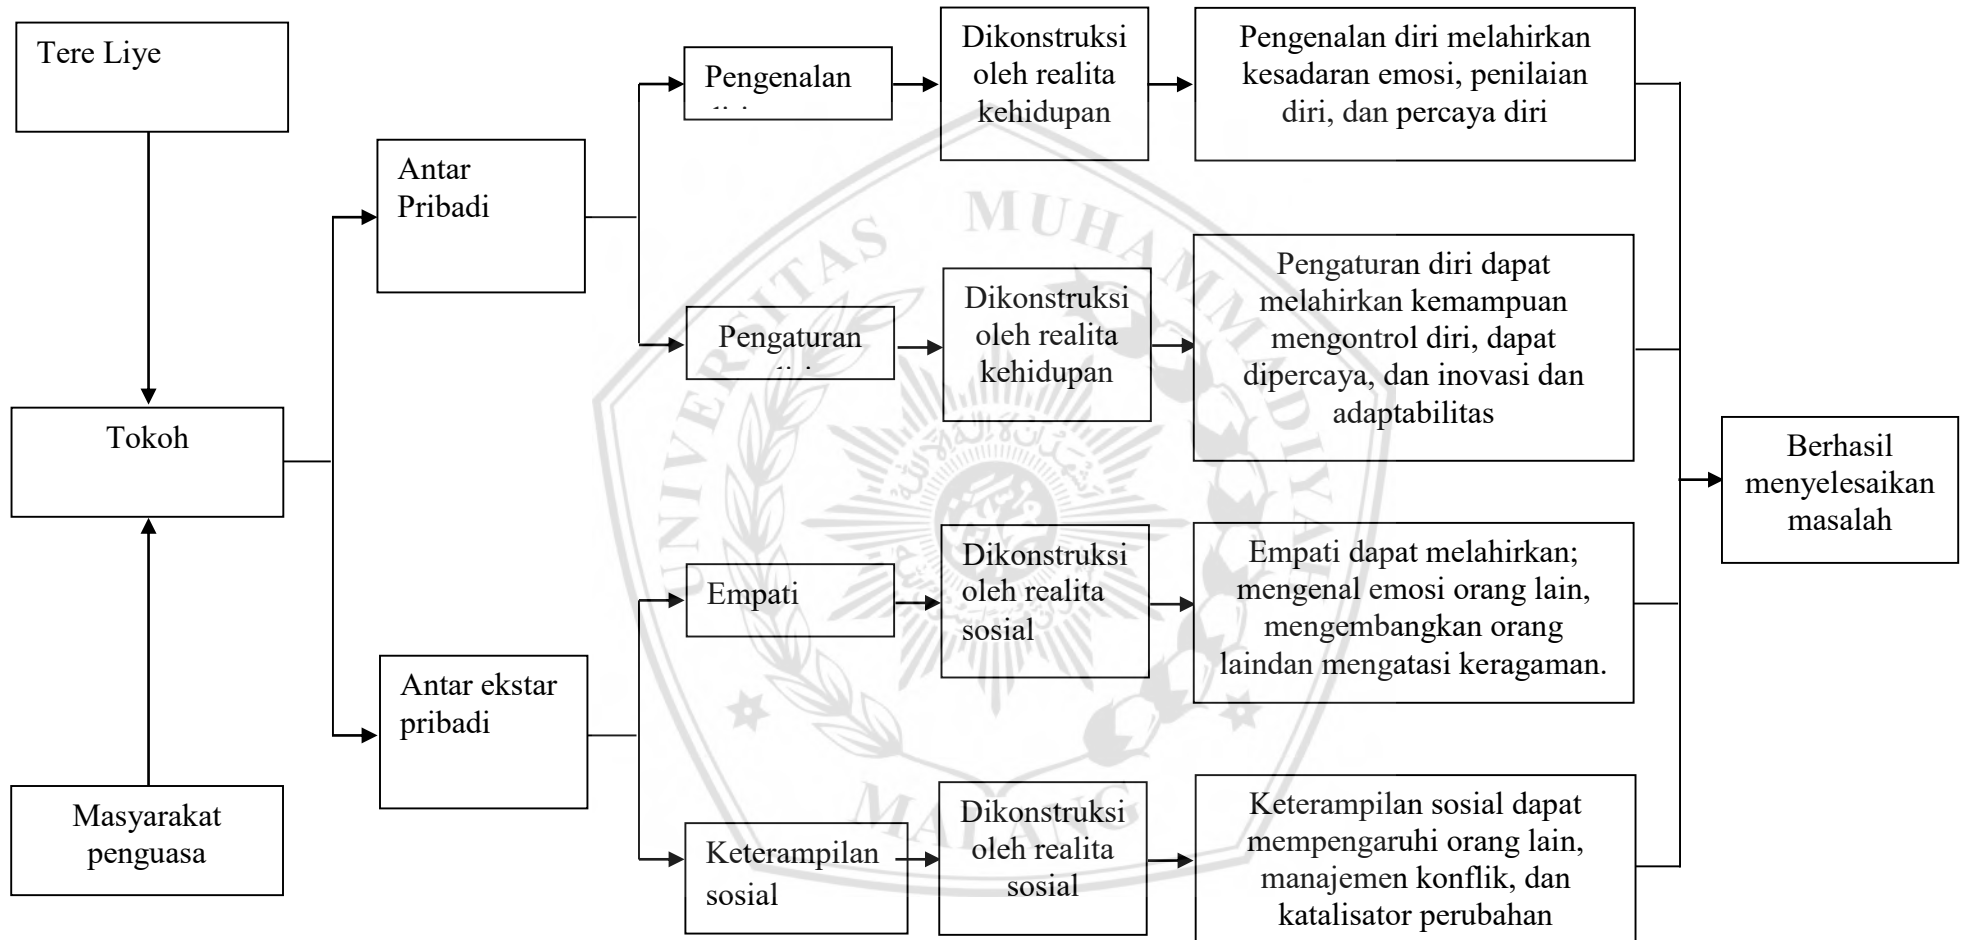 Tere Liye
Tokoh
Masyarakat
penguasa
Antar
Pribadi
Antar ekstar
pribadi
Pengenalan
Pengaturan
Empati
Keterampilan
sosial
Dikonstruksi
oleh realita
kehidupan
Dikonstruksi
oleh realita
kehidupan
Dikonstruksi
oleh realita
sosial
Dikonstruksi
oleh realita
sosial
Pengenalan diri melahirkan
kesadaran emosi, penilaian
diri, dan percaya diri
Pengaturan diri dapat
melahirkan kemampuan
mengontrol diri, dapat
dipercaya, dan inovasi dan
adaptabilitas
Empati dapat melahirkan;
mengenal emosi orang lain,
mengembangkan orang
laindan mengatasi keragaman.
Keterampilan sosial dapat
mempengaruhi orang lain,
manajemen konflik, dan
katalisator perubahan
Berhasil
menyelesaikan
masalah
UNIVERSITAS MUHAMMADIYAH
MALANG